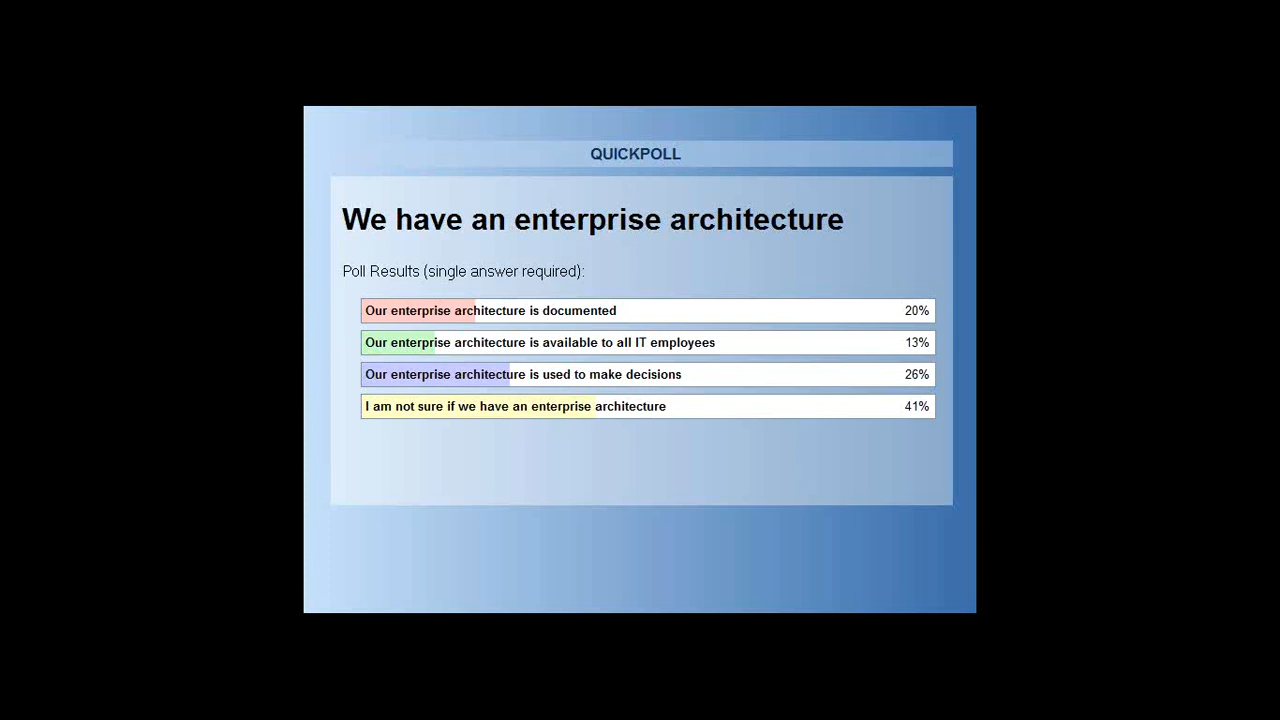 QUICKPOLL
We have an enterprise architecture
Poll Results (single answer required):
Our enterprise architecture is documented 20%
Our enterprise architecture is available to all IT employees 13%
Our enterprise architecture is used to make decisions 26%
I am not sure if we have an enterprise architecture 41%